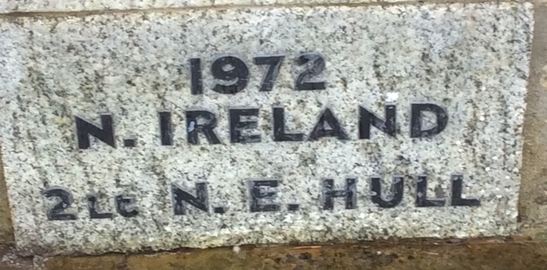 1972
N. IRELAND
2Lt N. E. HULL